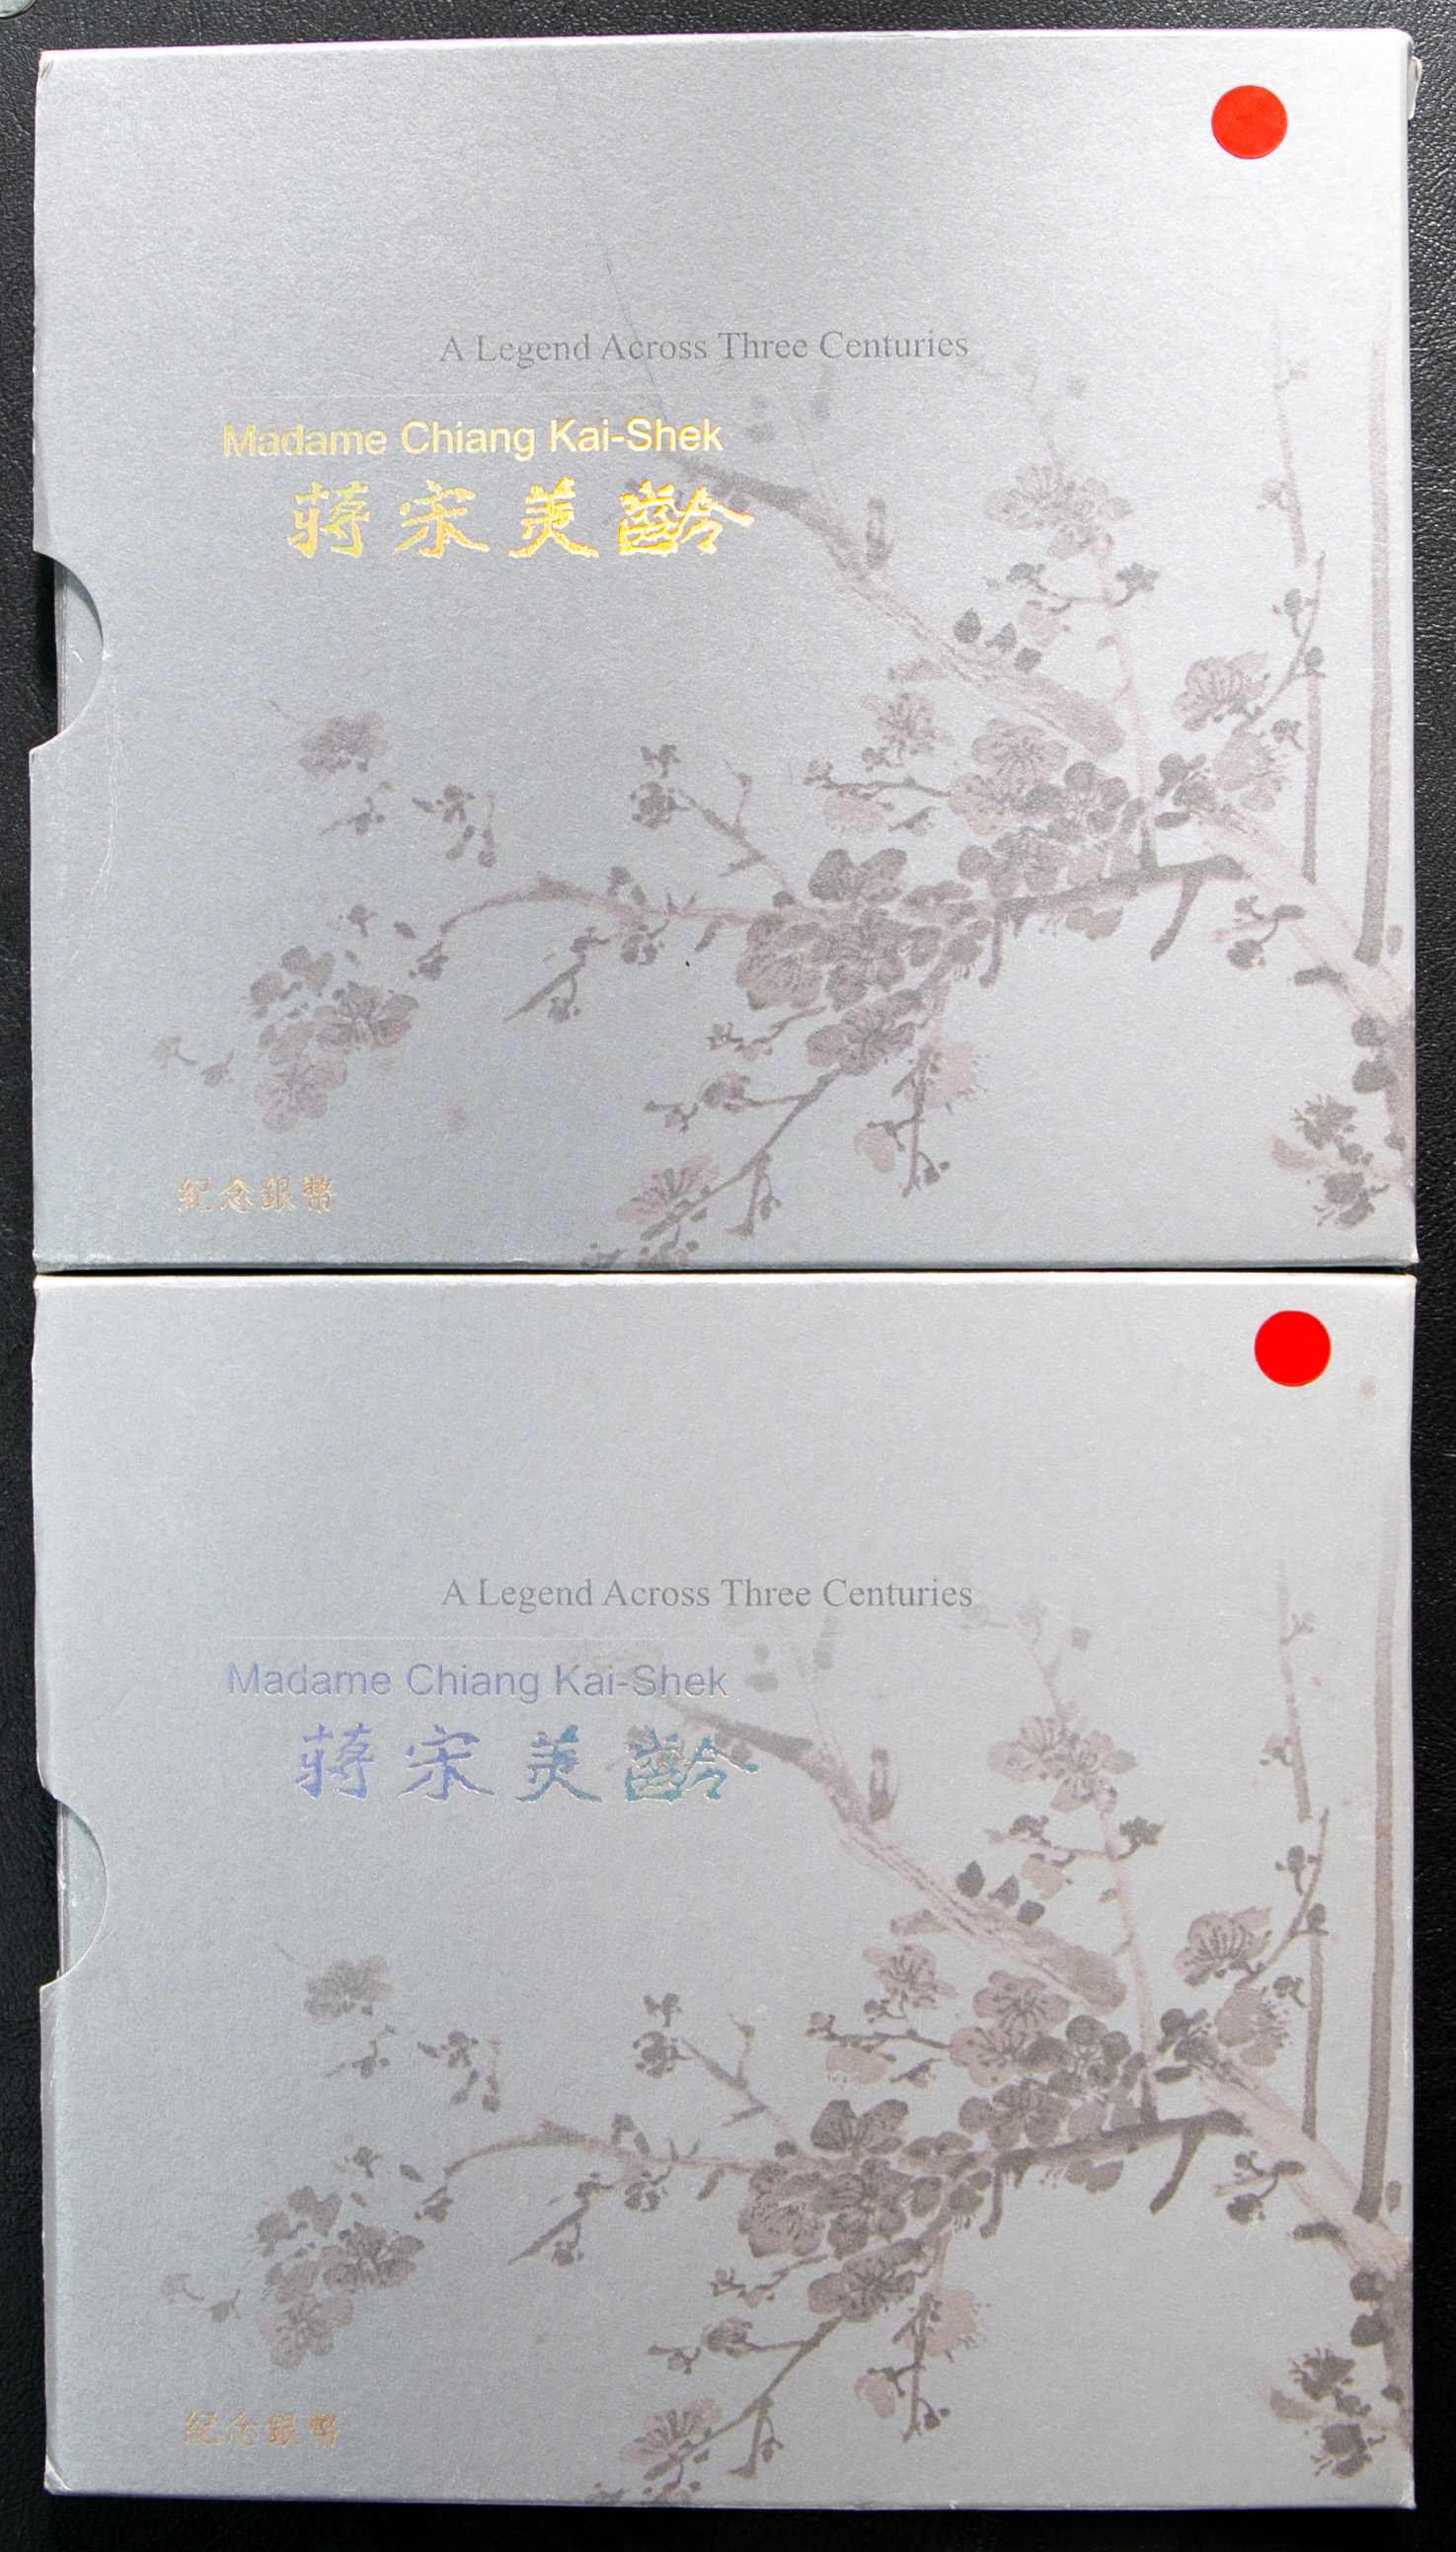 A Legend Across Three Centuries
Madame Chiang Kai-Shek
蔣宋美齡
紀念銀幣
A Legend Across Three Centuries
Madame Chiang Kai-Shek
蔣宋美齡
紀念銀幣